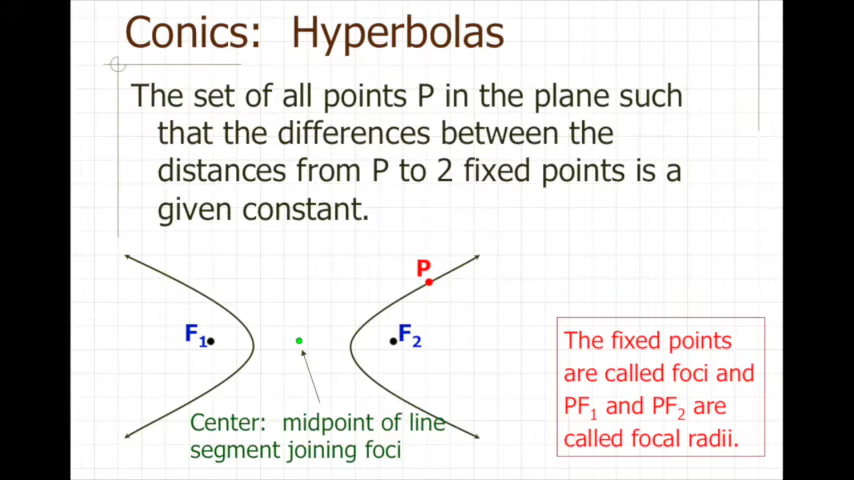 Conics: Hyperbolas
The set of all points P in the plane such
that the differences between the
distances from P to 2 fixed points is a
given constant.
P
F1
F2
The fixed points
are called foci and
PF1 and PF2 are
called focal radii.
Center: midpoint of line
segment joining foci